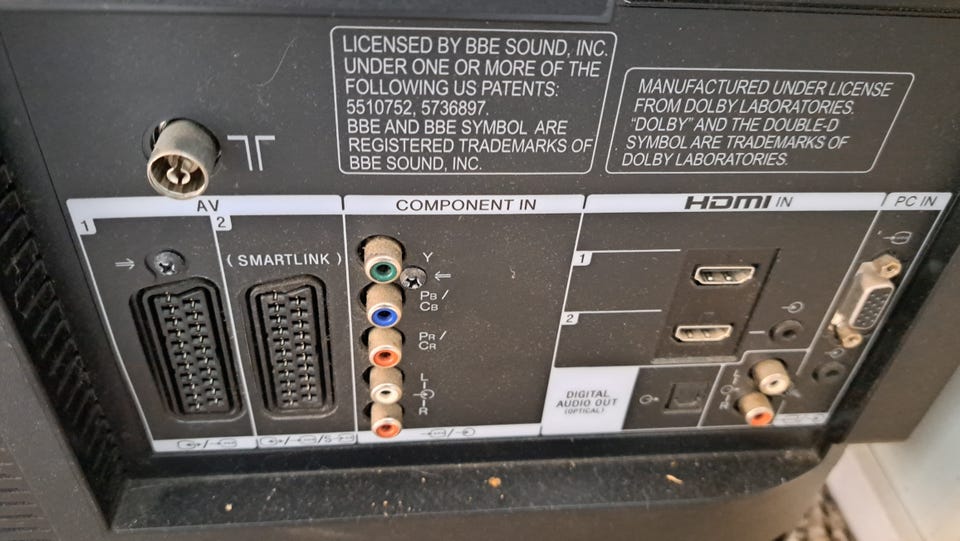 LICENSED BY BBE SOUND, INC.
UNDER ONE OR MORE OF THE
FOLLOWING US PATENTS:
5510752, 5736897.
BBE AND BBE SYMBOL ARE
REGISTERED TRADEMARKS OF
BBE SOUND, INC.
MANUFACTURED UNDER LICENSE
FROM DOLBY LABORATORIES.
"DOLBY" AND THE DOUBLE-D
SYMBOL ARE TRADEMARKS OF
DOLBY LABORATORIES.
AV
1
2
(SMARTLINK)
COMPONENT IN
Y
PB /
CB
PR /
CR
L
R
HDMI IN
1
2
DIGITAL
AUDIO OUT
(OPTICAL)
L
R
PC IN
/S